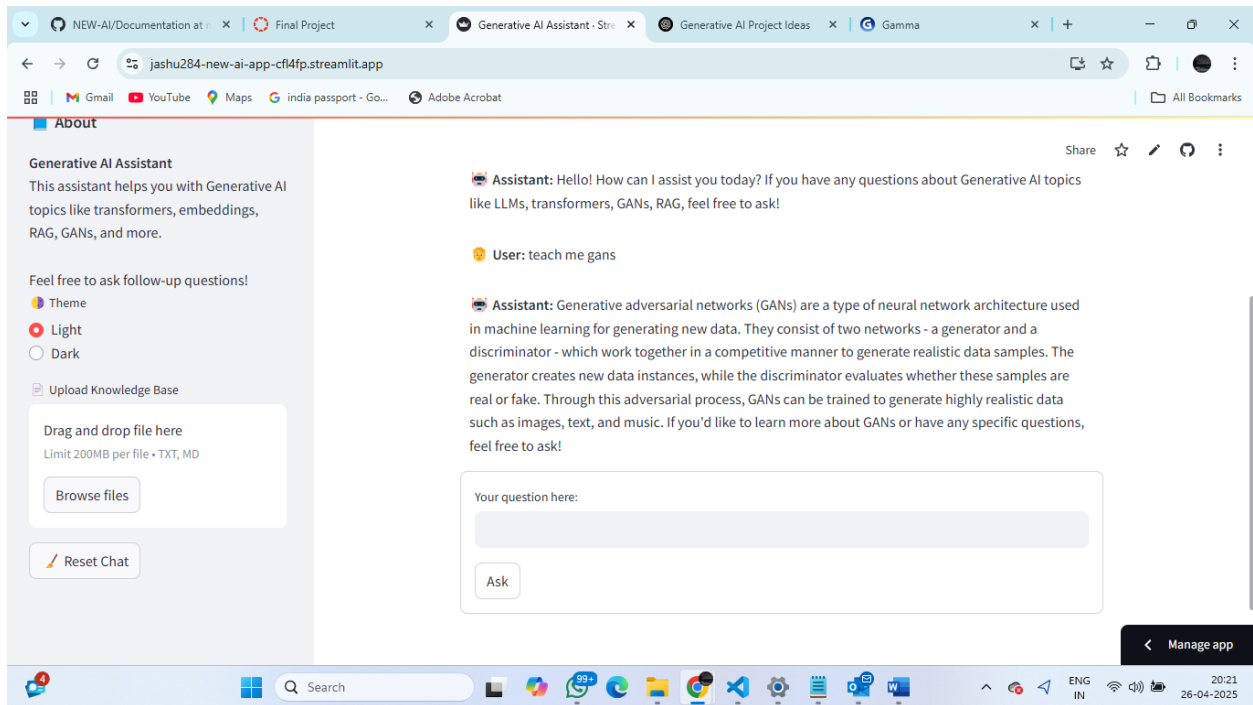 NEW-AI/Documentation at n
Final Project
Generative AI Assistant · Stre
Generative AI Project Ideas
Gamma
jashu284-new-ai-app-cfl4fp.streamlit.app
Gmail
YouTube
Maps
india passport - Go...
Adobe Acrobat
All Bookmarks
About
Generative AI Assistant
This assistant helps you with Generative AI
topics like transformers, embeddings,
RAG, GANs, and more.
Feel free to ask follow-up questions!
Theme
Light
Dark
Upload Knowledge Base
Drag and drop file here
Limit 200MB per file • TXT, MD
Browse files
Reset Chat
Share
Assistant: Hello! How can I assist you today? If you have any questions about Generative AI topics
like LLMs, transformers, GANs, RAG, feel free to ask!
User: teach me gans
Assistant: Generative adversarial networks (GANs) are a type of neural network architecture used
in machine learning for generating new data. They consist of two networks - a generator and a
discriminator - which work together in a competitive manner to generate realistic data samples. The
generator creates new data instances, while the discriminator evaluates whether these samples are
real or fake. Through this adversarial process, GANs can be trained to generate highly realistic data
such as images, text, and music. If you'd like to learn more about GANs or have any specific questions,
feel free to ask!
Your question here:
Ask
Manage app
4
Search
99+
ENG
IN
20:21
26-04-2025